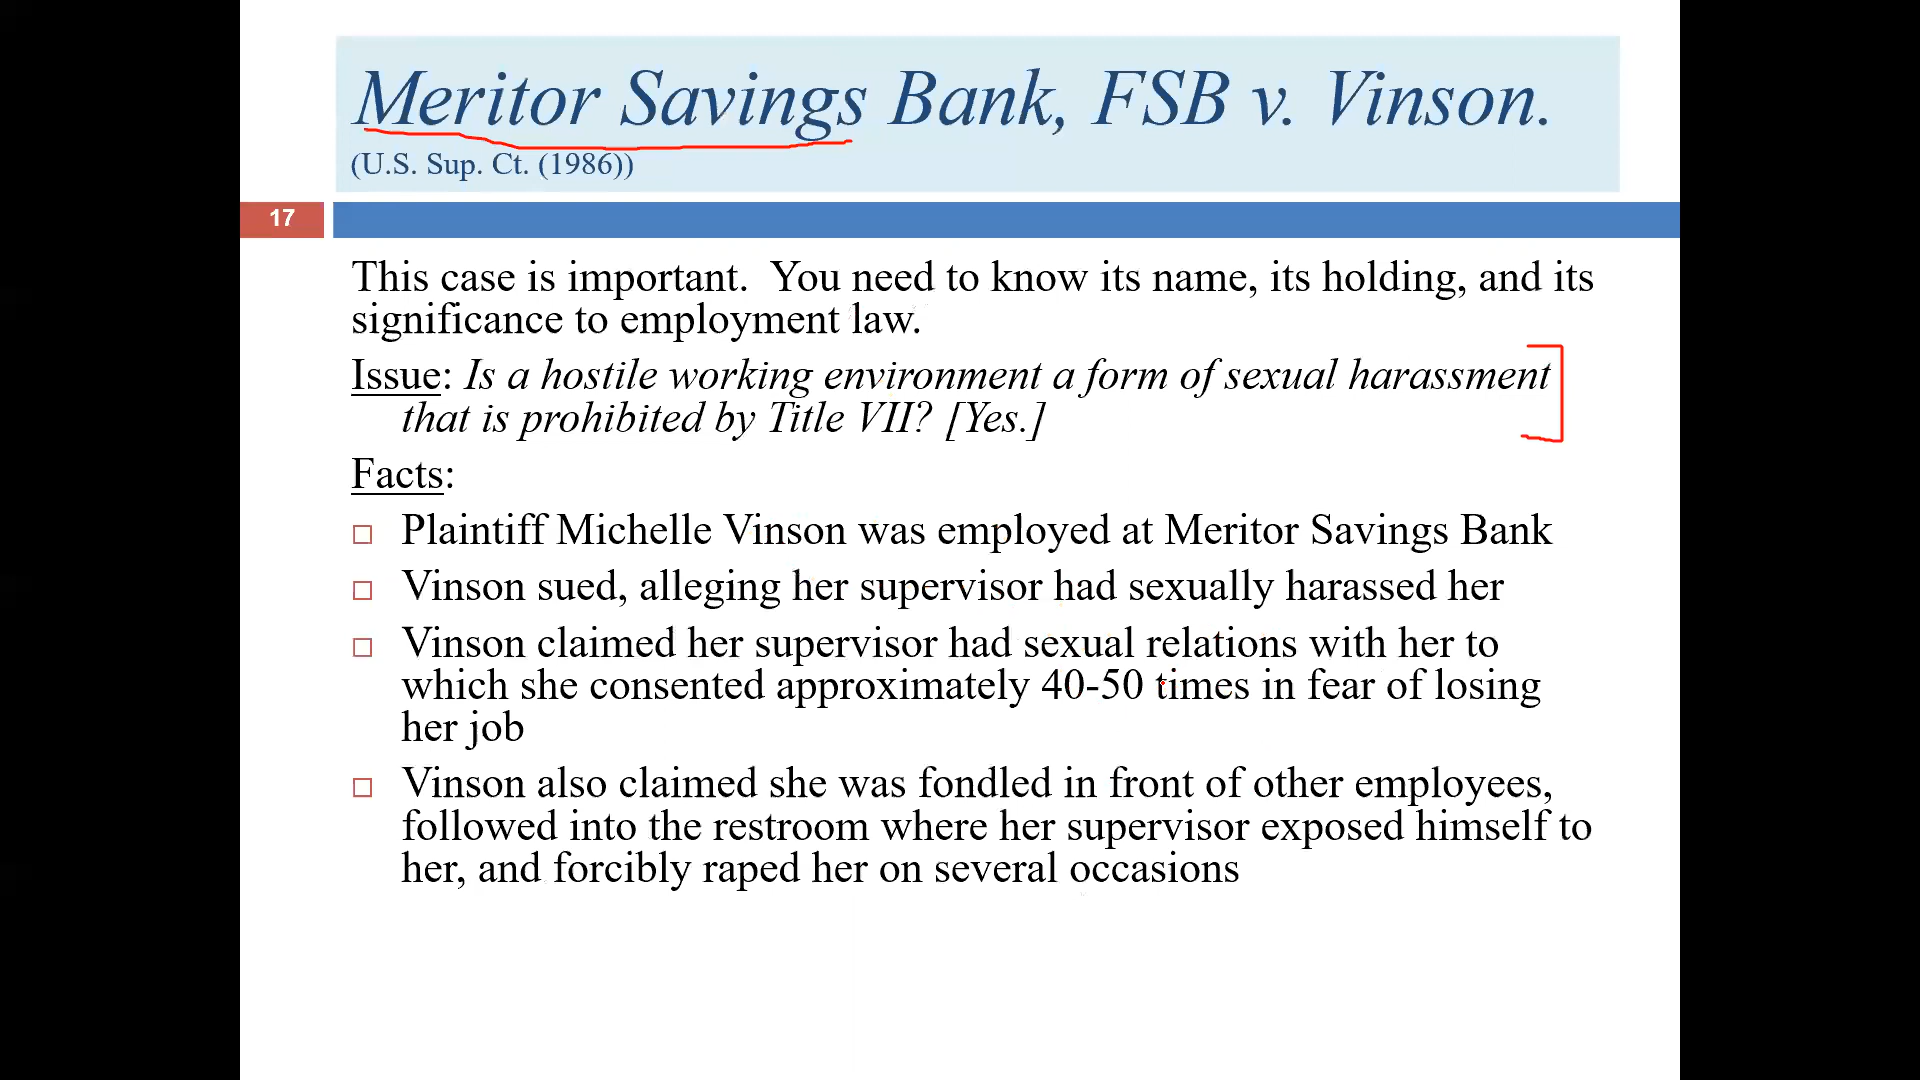 Meritor Savings Bank, FSB v. Vinson.
(U.S. Sup. Ct. (1986))
17
This case is important.  You need to know its name, its holding, and its
significance to employment law.
Issue: Is a hostile working environment a form of sexual harassment
that is prohibited by Title VII? [Yes.]
Facts:
Plaintiff Michelle Vinson was employed at Meritor Savings Bank
Vinson sued, alleging her supervisor had sexually harassed her
Vinson claimed her supervisor had sexual relations with her to
which she consented approximately 40-50 times in fear of losing
her job
Vinson also claimed she was fondled in front of other employees,
followed into the restroom where her supervisor exposed himself to
her, and forcibly raped her on several occasions